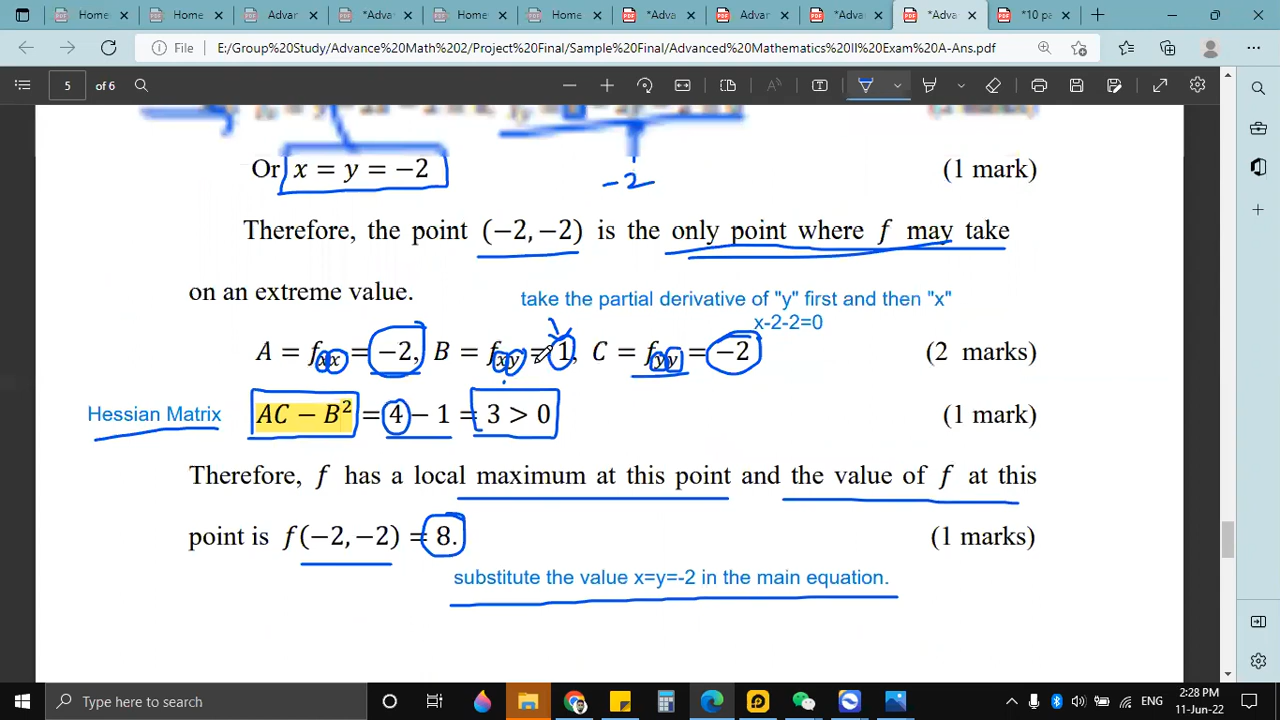 Home Home Advar *Adva Home Home *Adva Advar *Adva *Adva *10 pa
File E:/Group%20Study/Advance%20Math%202/Project%20Final/Sample%20Final/Advanced%20Mathematics%20II%20Exam%20A-Ans.pdf
5 of 6
Or x = y = −2 (1 mark)
-2
Therefore, the point (−2, −2) is the only point where f may take
on an extreme value.
take the partial derivative of "y" first and then "x"
x-2-2=0
A = fxx = −2, B = fxy = 1, C = fyy = −2 (2 marks)
Hessian Matrix AC − B² = 4 − 1 = 3 > 0 (1 mark)
Therefore, f has a local maximum at this point and the value of f at this
point is f(−2, −2) = 8. (1 marks)
substitute the value x=y=-2 in the main equation.
Type here to search ENG 2:28 PM
11-Jun-22